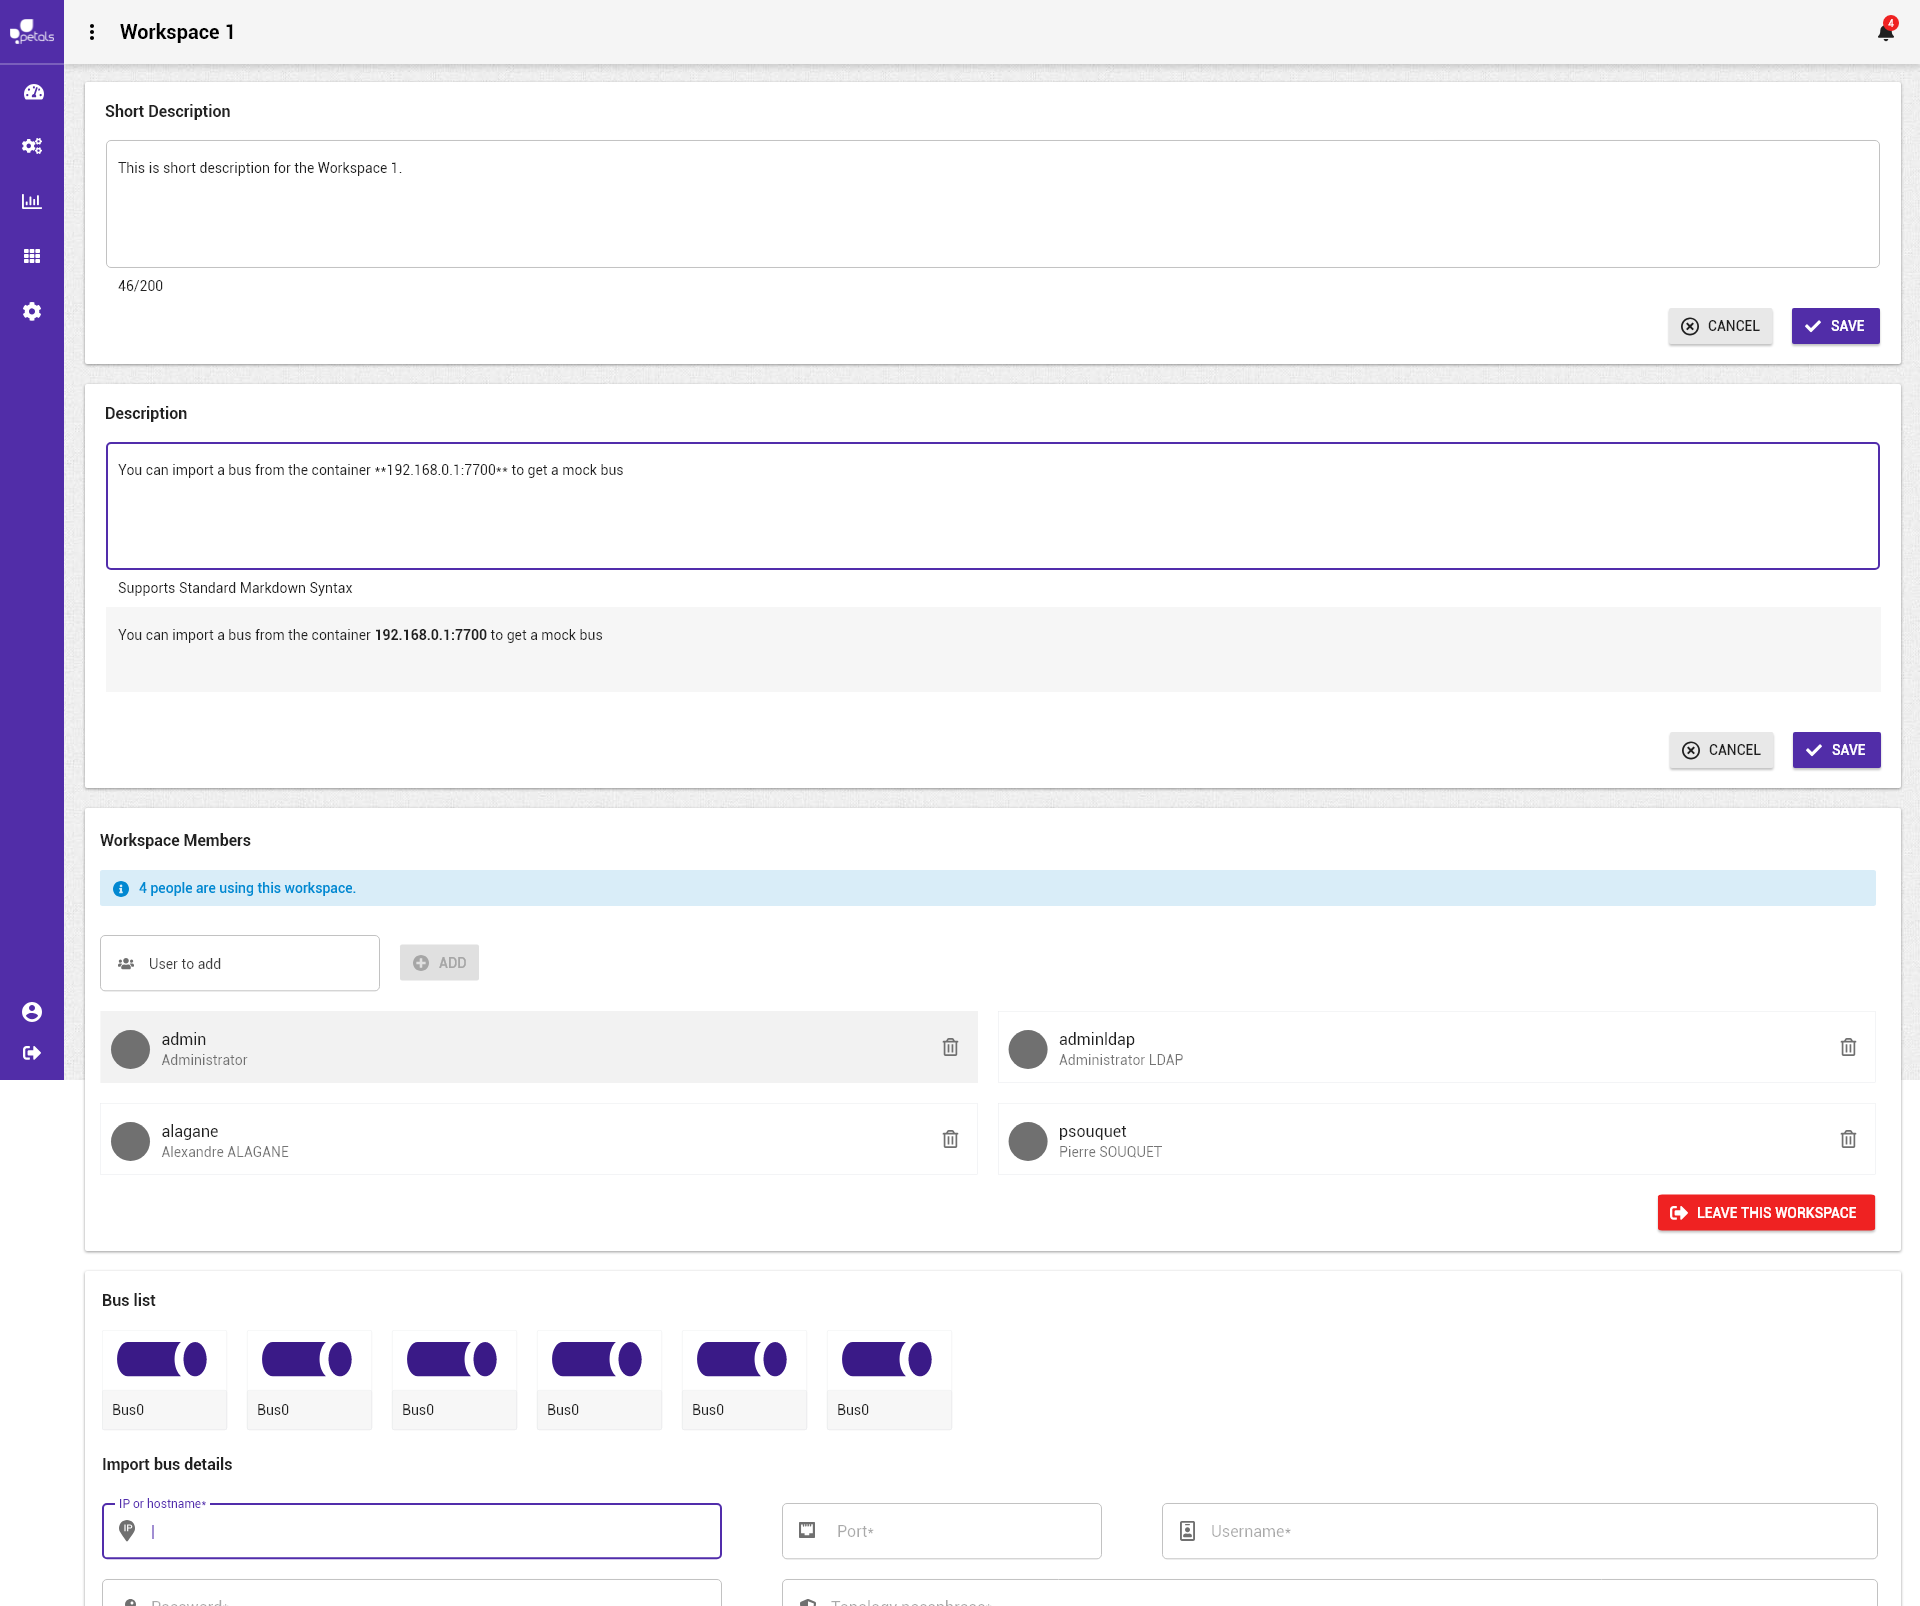 petals
Workspace 1
4
Short Description
This is short description for the Workspace 1.
46/200
CANCEL
SAVE
Description
You can import a bus from the container **192.168.0.1:7700** to get a mock bus
Supports Standard Markdown Syntax
You can import a bus from the container 192.168.0.1:7700 to get a mock bus
CANCEL
SAVE
Workspace Members
4 people are using this workspace.
User to add
ADD
admin
Administrator
adminldap
Administrator LDAP
alagane
Alexandre ALAGANE
psouquet
Pierre SOUQUET
LEAVE THIS WORKSPACE
Bus list
Bus0
Bus0
Bus0
Bus0
Bus0
Bus0
Import bus details
IP or hostname*
IP
Port*
Username*
Password*
Topology passphrase*